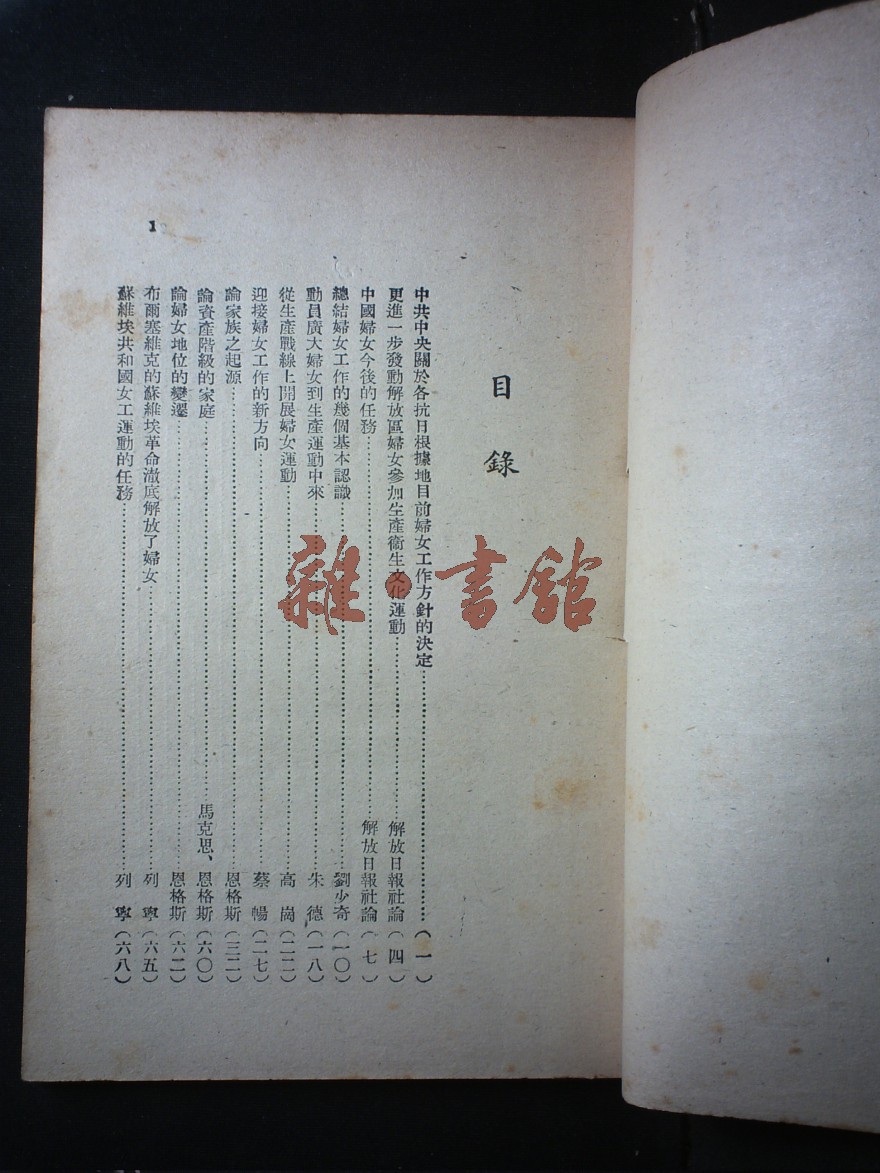 目錄
中共中央關於各抗日根據地目前婦女工作方針的決定……(一)
更進一步發動解放區婦女參加生產衞生文化運動……解放日報社論(四)
中國婦女今後的任務……解放日報社論(七)
總結婦女工作的幾個基本認識……劉少奇(一〇)
動員廣大婦女到生產運動中來……朱德(一八)
從生產戰線上開展婦女運動……高崗(二二)
迎接婦女工作的新方向……蔡暢(二七)
論家族之起源……恩格斯(三二)
論資產階級的家庭……馬克思、恩格斯(六〇)
論婦女地位的變遷……恩格斯(六二)
布爾塞維克的蘇維埃革命澈底解放了婦女……列寧(六五)
蘇維埃共和國女工運動的任務……列寧(六八)
1
雜·書館